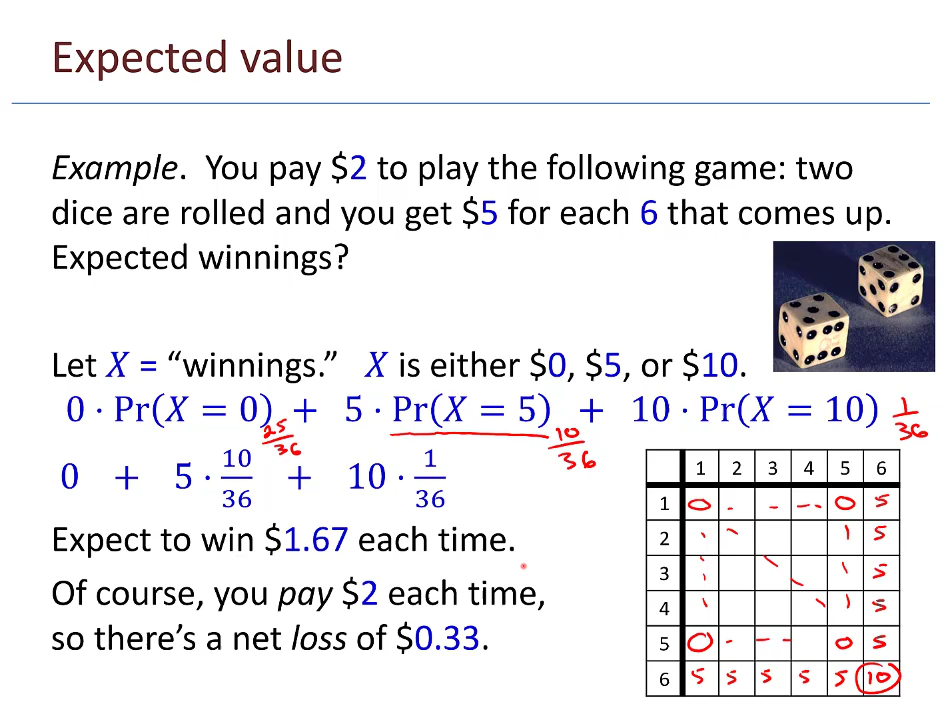 Expected value
Example. You pay $2 to play the following game: two
dice are rolled and you get $5 for each 6 that comes up.
Expected winnings?
Let X = “winnings.” X is either $0, $5, or $10.
0 · Pr(X = 0) + 5 · Pr(X = 5) + 10 · Pr(X = 10) 1/36
25/36 10/36
0 + 5 · 10/36 + 10 · 1/36
Expect to win $1.67 each time.
Of course, you pay $2 each time,
so there’s a net loss of $0.33.
1 2 3 4 5 6
1 0 0 5
2 5
3 5
4 5
5 0 0 5
6 5 5 5 5 5 10